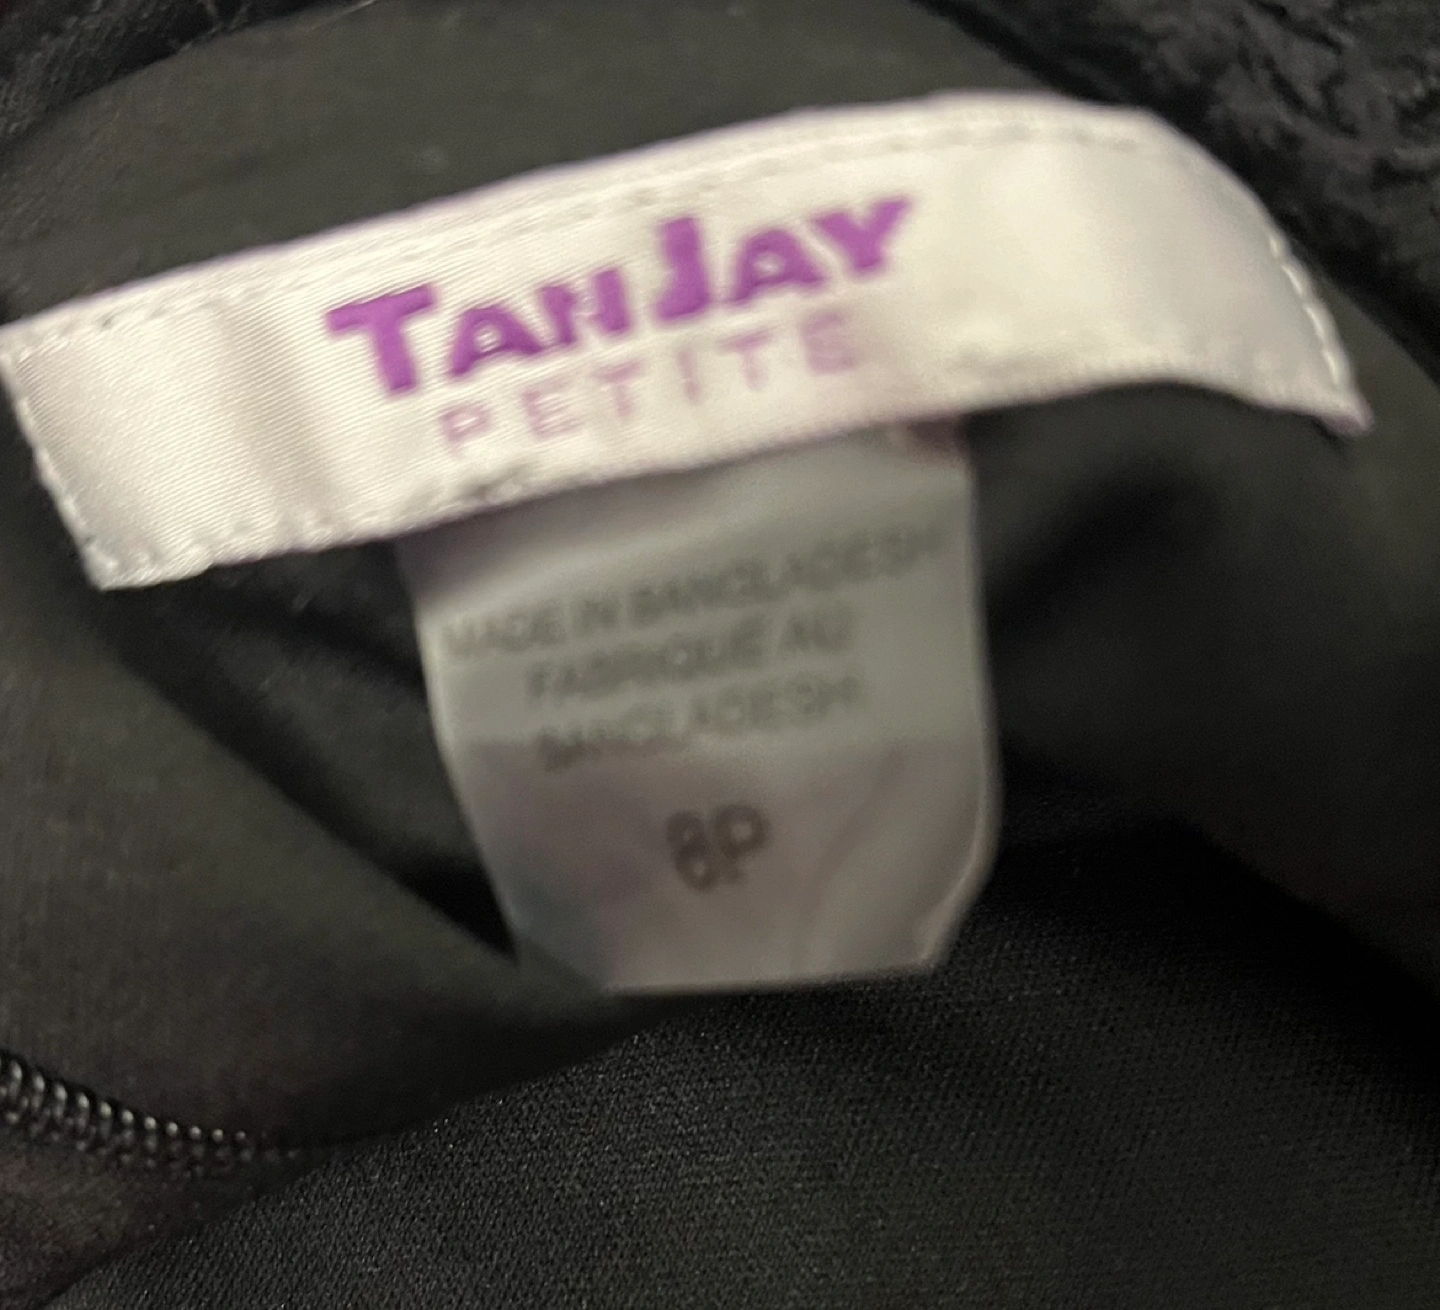 TANJAY
PETITE
MADE IN BANGLADESH
FABRIQUÉ AU
BANGLADESH
8P